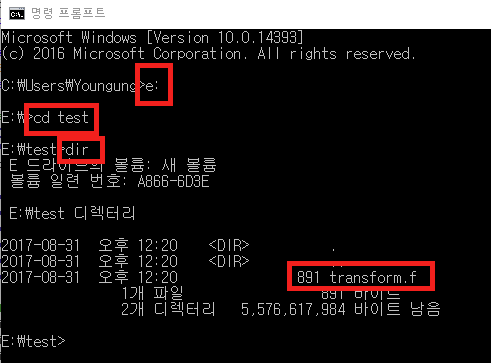 명령 프롬프트
Microsoft Windows [Version 10.0.14393]
(c) 2016 Microsoft Corporation. All rights reserved.
C:₩Users₩Youngung>e:
E:₩>cd test
E:₩test>dir
E 드라이브의 볼륨: 새 볼륨
볼륨 일련 번호: A866-6D3E
E:₩test 디렉터리
2017-08-31 오후 12:20 <DIR> .
2017-08-31 오후 12:20 <DIR> ..
2017-08-31 오후 12:20 891 transform.f
1개 파일 891 바이트
2개 디렉터리 5,576,617,984 바이트 남음
E:₩test>